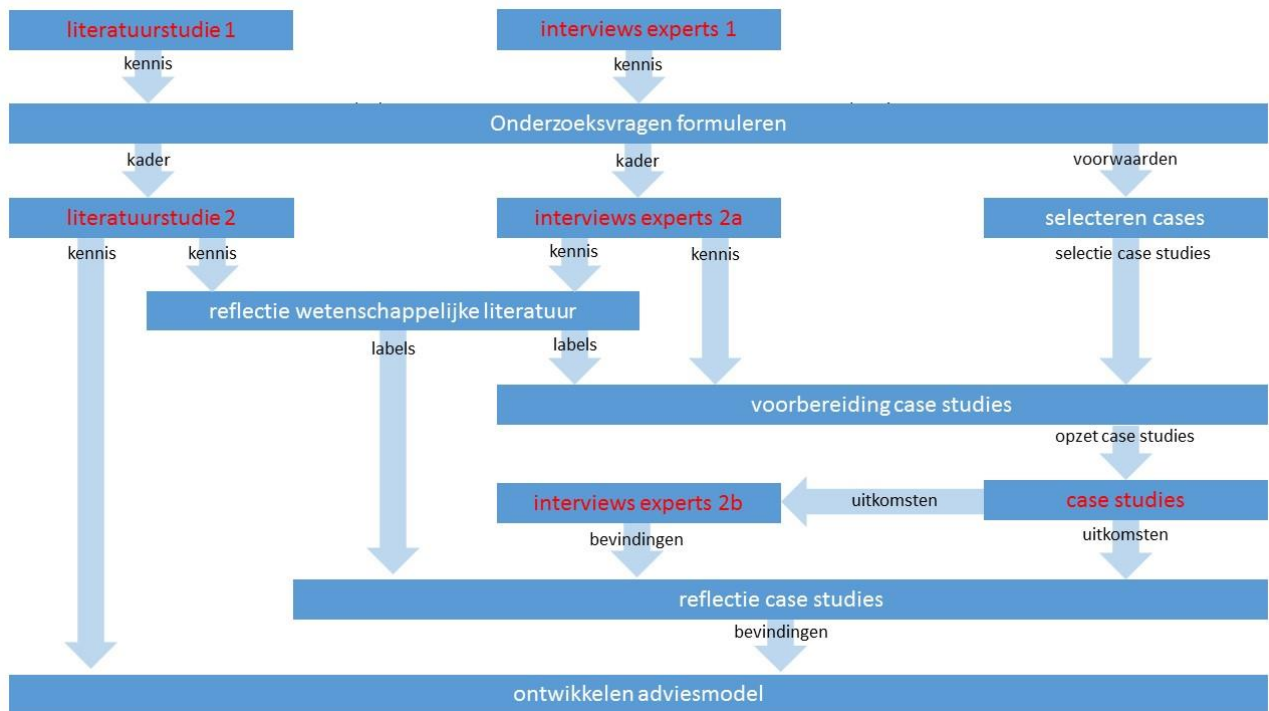 literatuurstudie 1
interviews experts 1
kennis
kennis
Onderzoeksvragen formuleren
kader
kader
voorwaarden
literatuurstudie 2
interviews experts 2a
selecteren cases
kennis
kennis
kennis
kennis
selectie case studies
reflectie wetenschappelijke literatuur
labels
labels
voorbereiding case studies
opzet case studies
interviews experts 2b
uitkomsten
case studies
bevindingen
uitkomsten
reflectie case studies
bevindingen
ontwikkelen adviesmodel